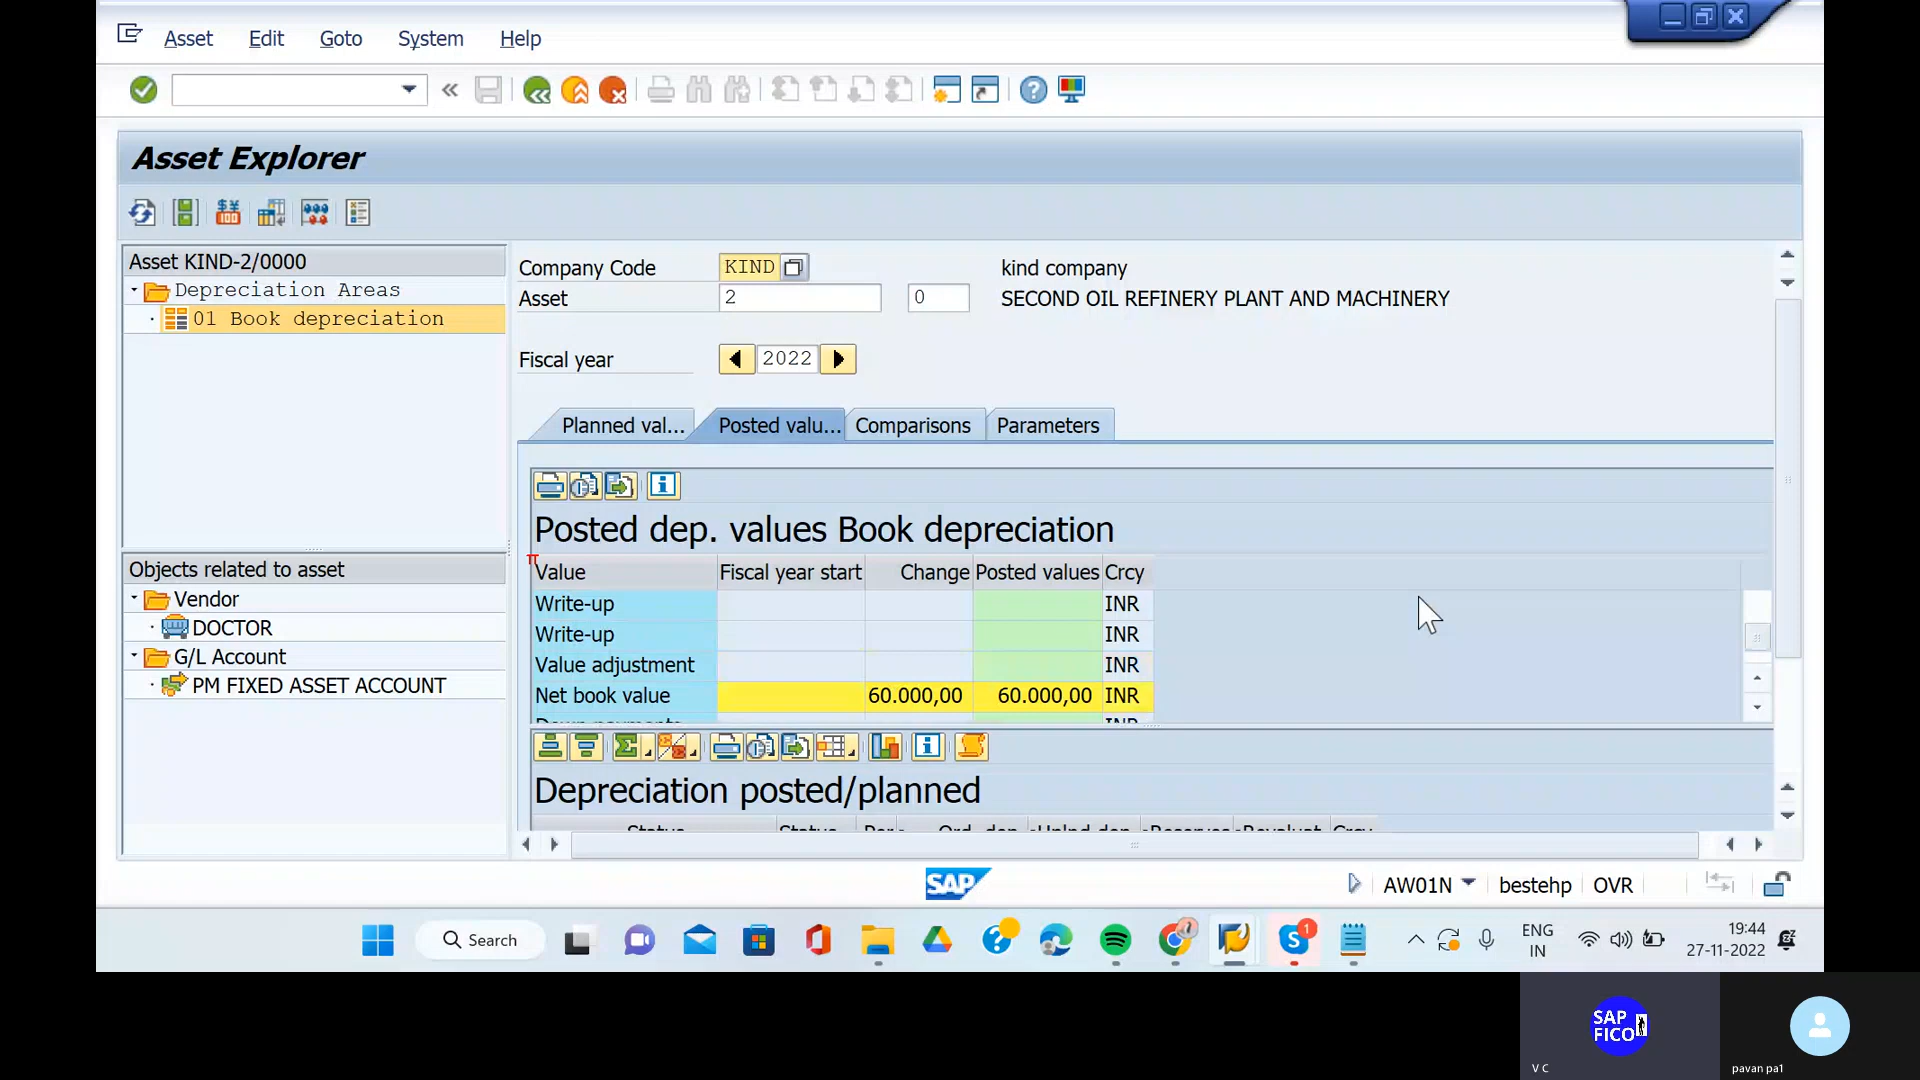 Asset Edit Goto System Help
Asset Explorer
Asset KIND-2/0000
Depreciation Areas
01 Book depreciation
Company Code KIND kind company
Asset 2 0 SECOND OIL REFINERY PLANT AND MACHINERY
Fiscal year 2022
Planned val... Posted valu... Comparisons Parameters
Posted dep. values Book depreciation
Value Fiscal year start Change Posted values Crcy
Write-up INR
Write-up INR
Value adjustment INR
Net book value 60.000,00 60.000,00 INR
Objects related to asset
Vendor
DOCTOR
G/L Account
PM FIXED ASSET ACCOUNT
Depreciation posted/planned
SAP AW01N bestehp OVR
Search
ENG
IN
19:44
27-11-2022
1
SAP
FICO
V C
pavan pa1